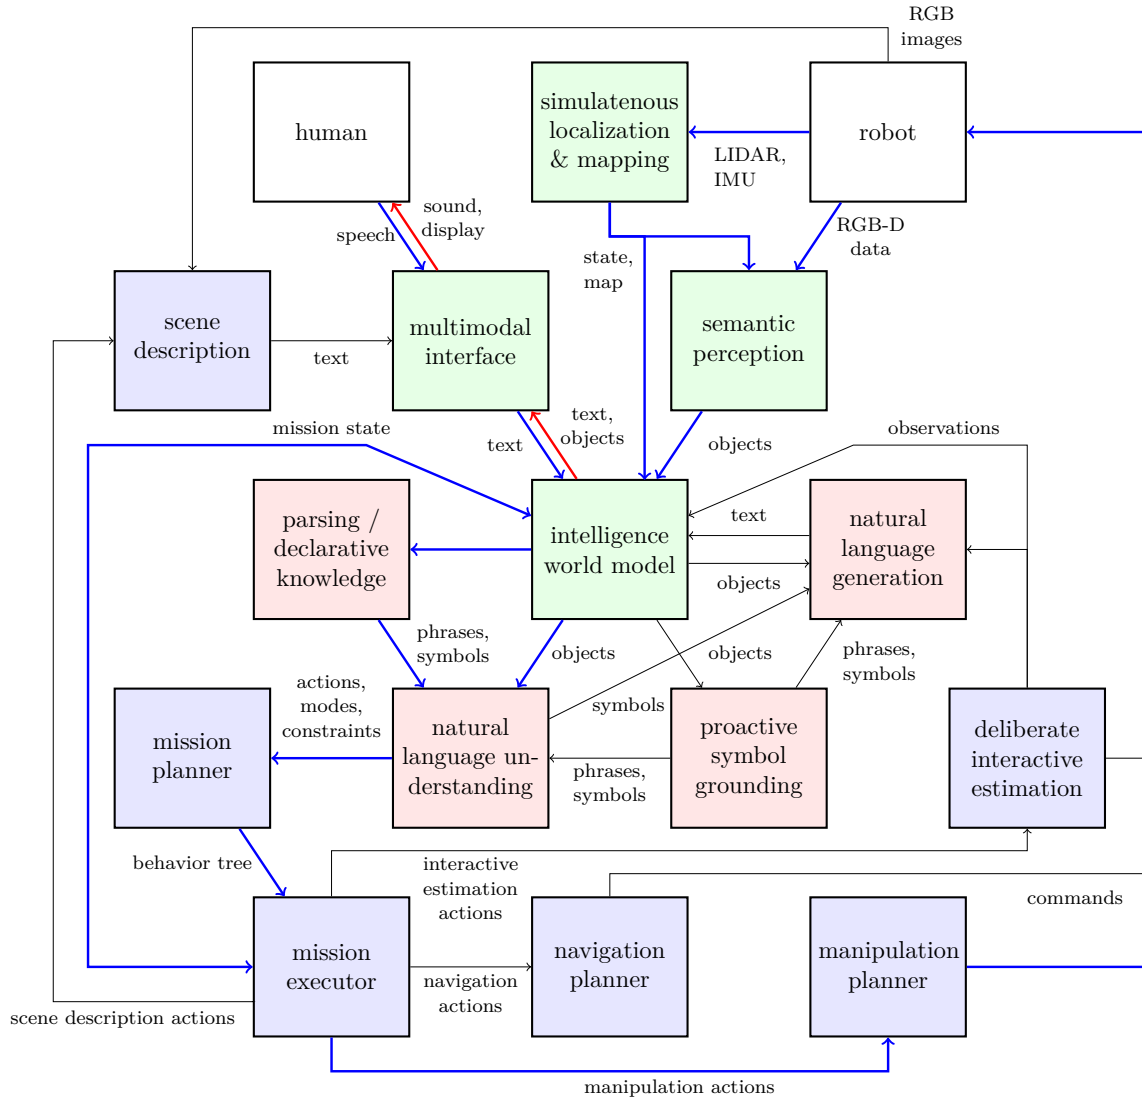 RGB
images
human
simulatenous
localization
& mapping
robot
LIDAR,
IMU
sound,
display
speech
RGB-D
data
state,
map
scene
description
text
multimodal
interface
semantic
perception
mission state
text
text,
objects
objects
observations
parsing /
declarative
knowledge
intelligence
world model
text
objects
natural
language
generation
phrases,
symbols
objects
objects
phrases,
symbols
actions,
modes,
constraints
symbols
mission
planner
natural
language un-
derstanding
phrases,
symbols
proactive
symbol
grounding
deliberate
interactive
estimation
behavior tree
interactive
estimation
actions
commands
mission
executor
navigation
actions
navigation
planner
manipulation
planner
scene description actions
manipulation actions